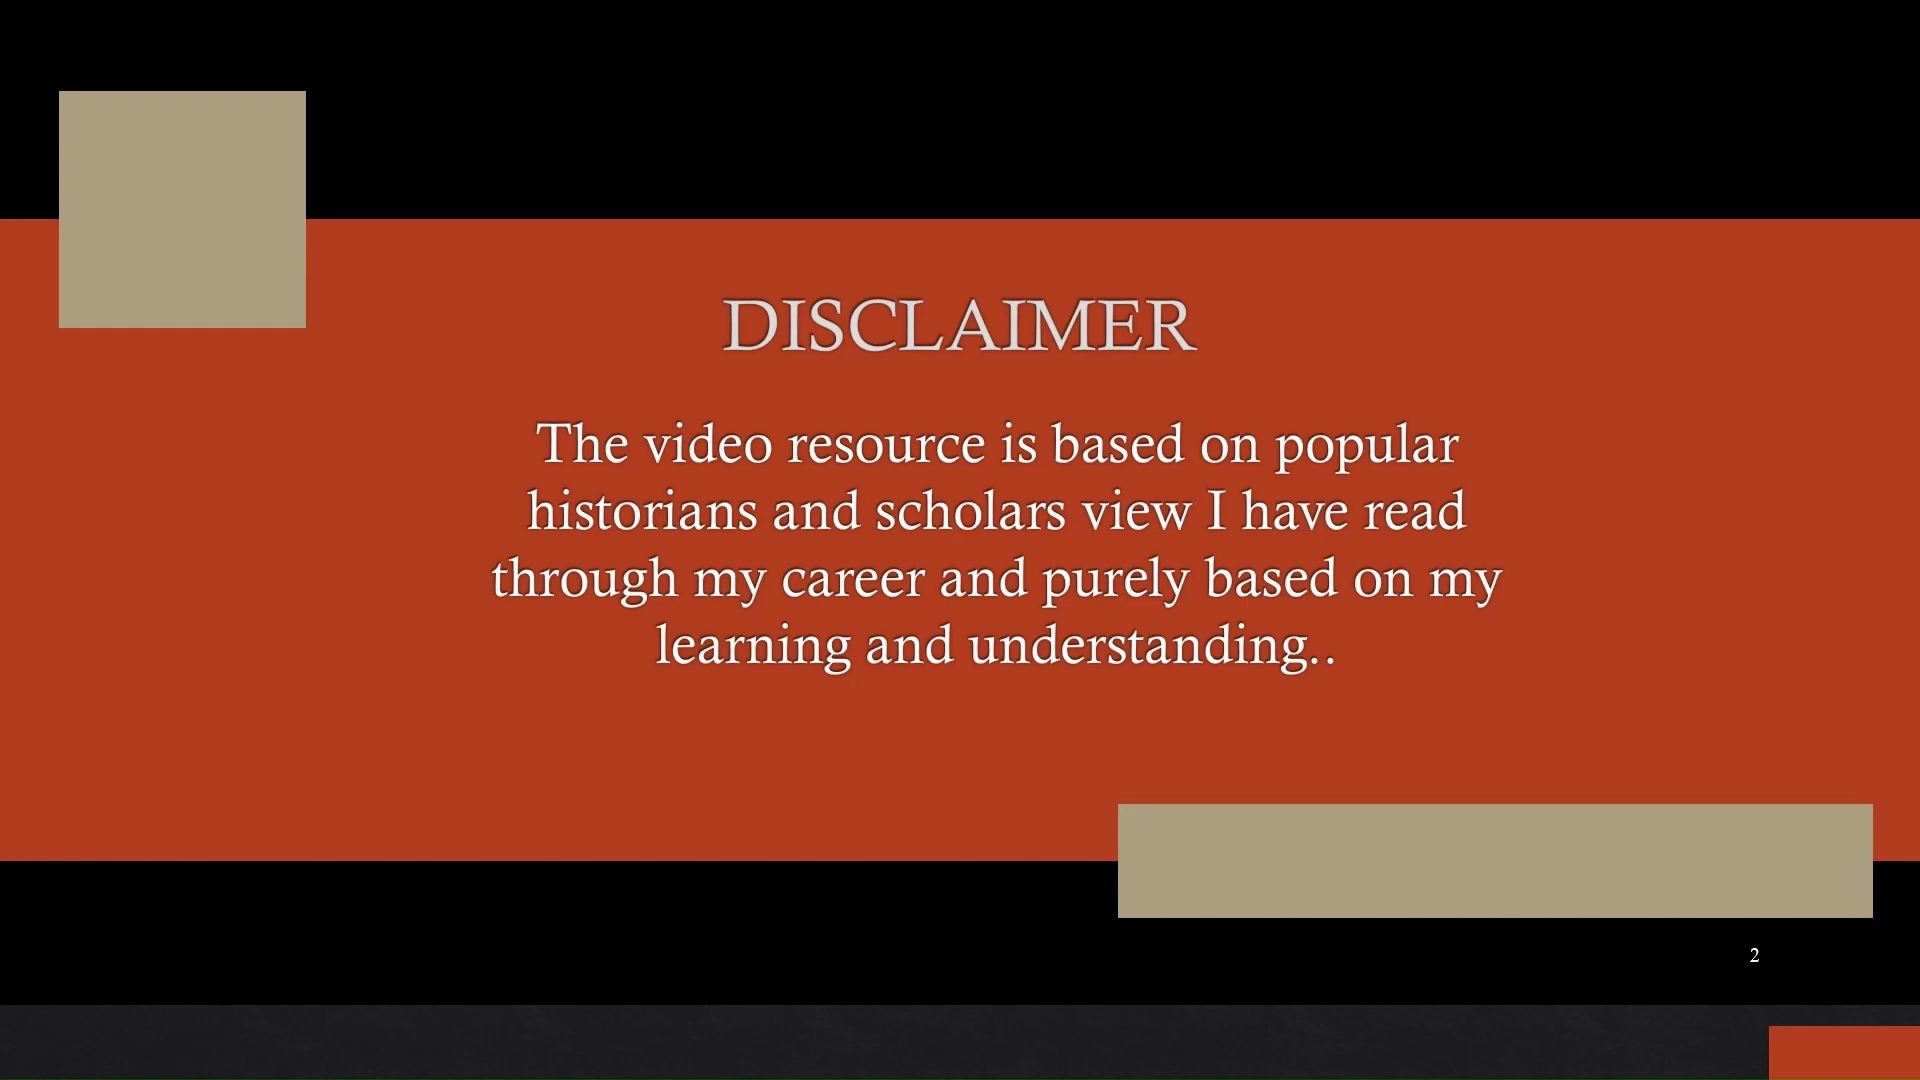 DISCLAIMER
The video resource is based on popular
historians and scholars view I have read
through my career and purely based on my
learning and understanding..
2